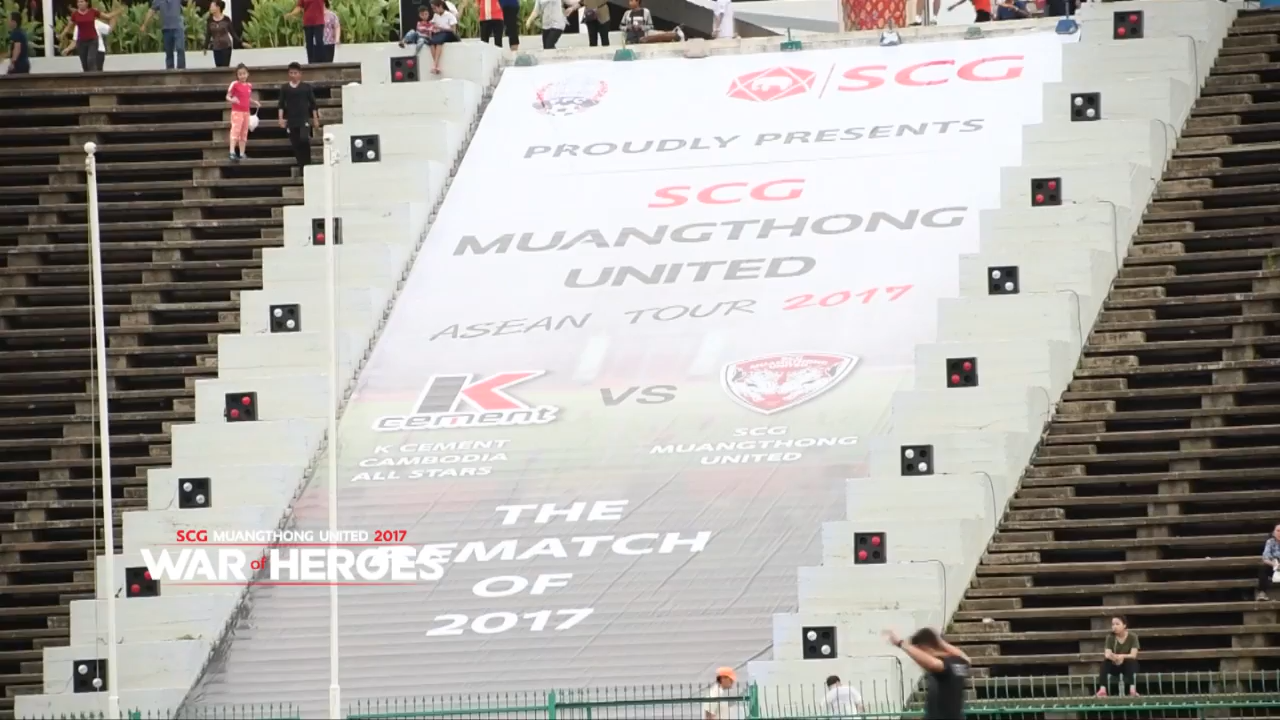 SCG
PROUDLY PRESENTS
SCG
MUANGTHONG
UNITED
ASEAN TOUR 2017
K
cement
VS
K CEMENT
CAMBODIA
ALL STARS
SCG
MUANGTHONG
UNITED
THE
REMATCH
OF
2017
SCG MUANGTHONG UNITED 2017
WAR of HEROES